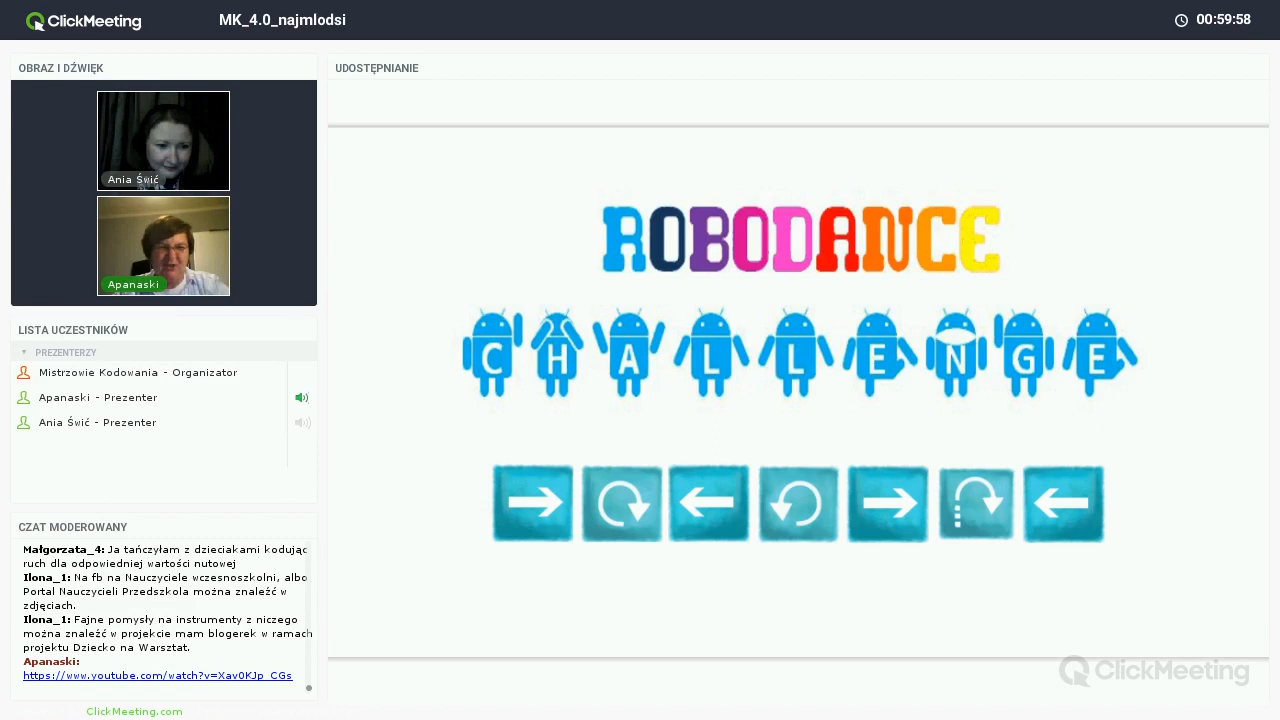 ClickMeeting
MK_4.0_najmlodsi
00:59:58
OBRAZ I DŹWIĘK
Ania Świć
Apanaski
LISTA UCZESTNIKÓW
PREZENTERZY
Mistrzowie Kodowania - Organizator
Apanaski - Prezenter
Ania Świć - Prezenter
CZAT MODEROWANY
Małgorzata_4: Ja tańczyłam z dzieciakami kodując
ruch dla odpowiedniej wartości nutowej
Ilona_1: Na fb na Nauczyciele wczesnoszkolni, albo
Portal Nauczycieli Przedszkola można znaleźć w
zdjęciach.
Ilona_1: Fajne pomysły na instrumenty z niczego
można znaleźć w projekcie mam blogerek w ramach
projektu Dziecko na Warsztat.
Apanaski:
https://www.youtube.com/watch?v=Xav0KJp_CGs
ClickMeeting.com
UDOSTĘPNIANIE
ROBODANCE
CHALLENGE
ClickMeeting